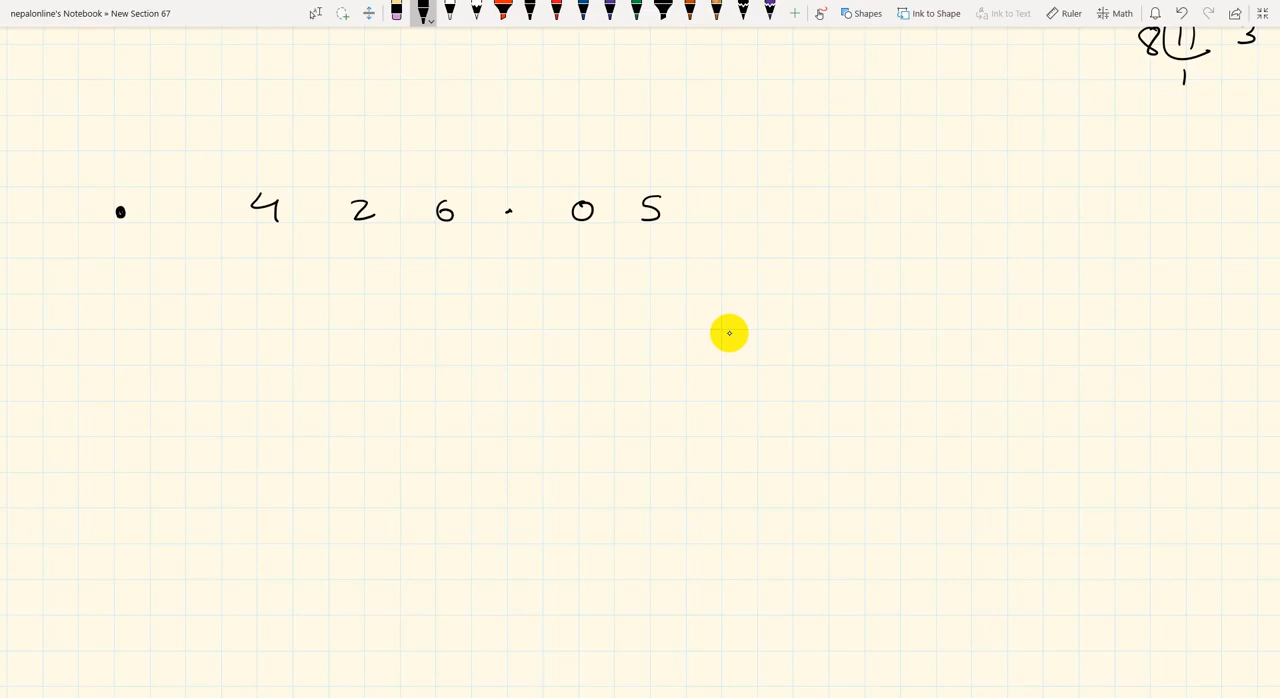 nepalonline's Notebook » New Section 67
Shapes
Ink to Shape
Ink to Text
Ruler
Math
8 11 3
1
• 4 2 6 . 0 5